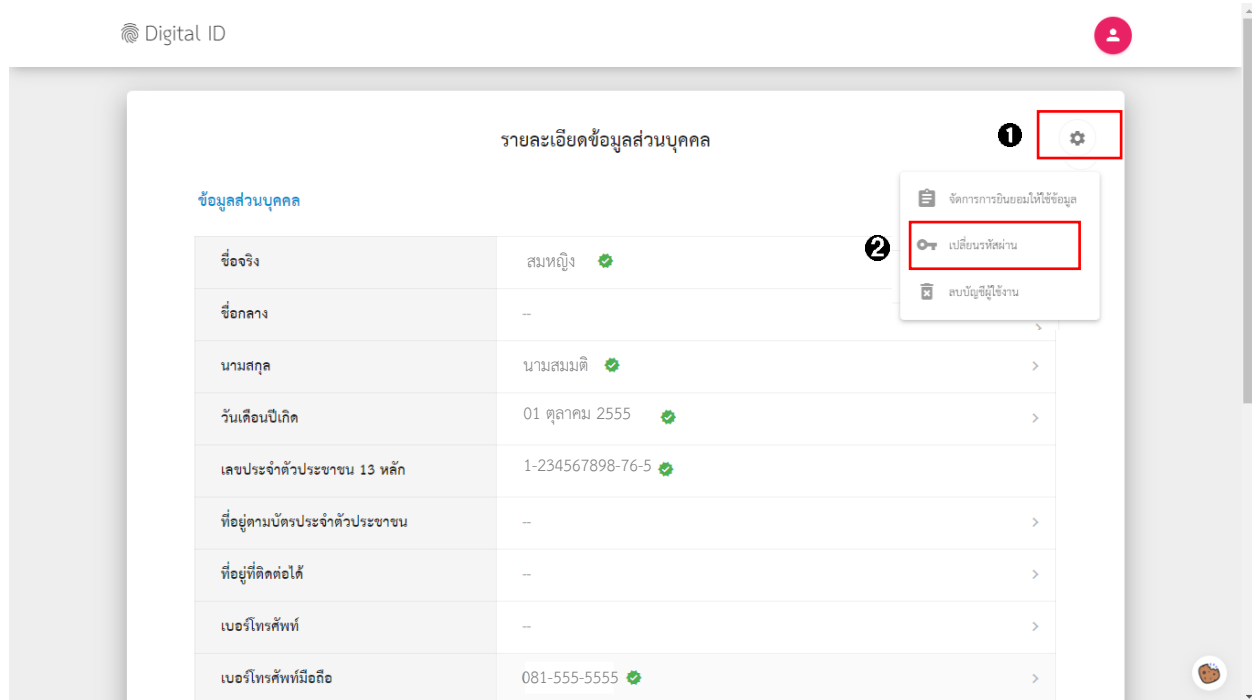 Digital ID
รายละเอียดข้อมูลส่วนบุคคล
1
ข้อมูลส่วนบุคคล
จัดการการยินยอมให้ใช้ข้อมูล
2
เปลี่ยนรหัสผ่าน
ลบบัญชีผู้ใช้งาน
ชื่อจริง สมหญิง
ชื่อกลาง --
นามสกุล นามสมมติ
วันเดือนปีเกิด 01 ตุลาคม 2555
เลขประจำตัวประชาชน 13 หลัก 1-234567898-76-5
ที่อยู่ตามบัตรประจำตัวประชาชน --
ที่อยู่ที่ติดต่อได้ --
เบอร์โทรศัพท์ --
เบอร์โทรศัพท์มือถือ 081-555-5555